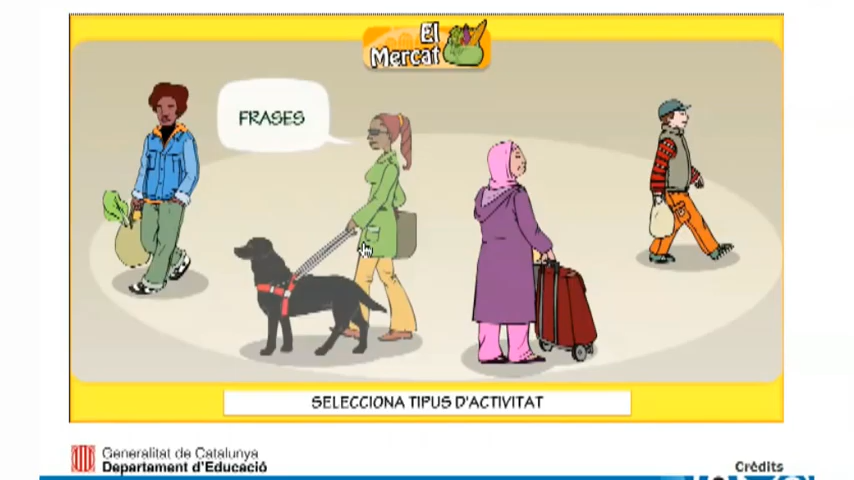 El
Mercat
FRASES
SELECCIONA TIPUS D'ACTIVITAT
Generalitat de Catalunya
Departament d'Educació
Crèdits